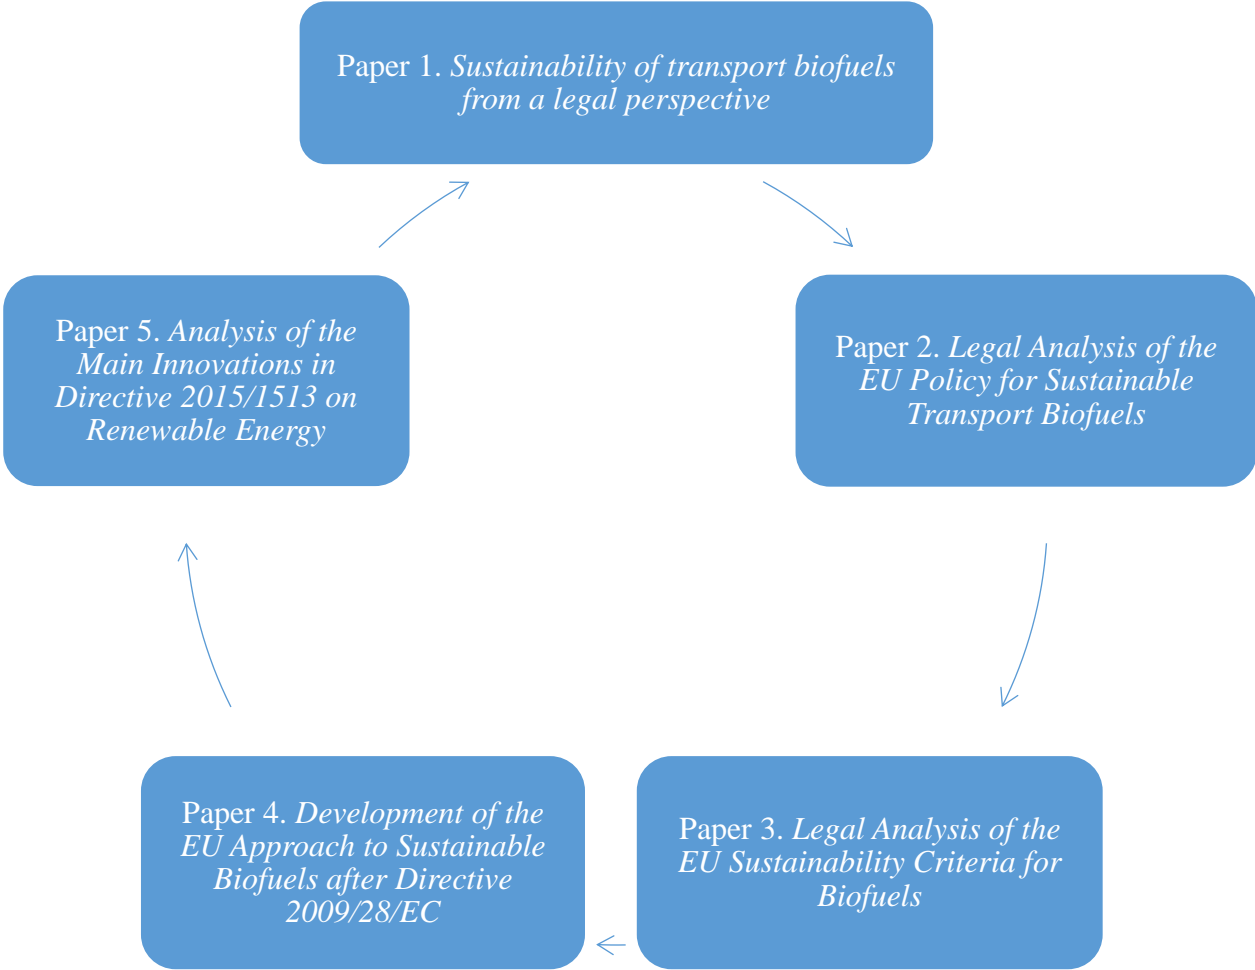 Paper 1. Sustainability of transport biofuels
from a legal perspective
Paper 2. Legal Analysis of the
EU Policy for Sustainable
Transport Biofuels
Paper 3. Legal Analysis of the
EU Sustainability Criteria for
Biofuels
Paper 4. Development of the
EU Approach to Sustainable
Biofuels after Directive
2009/28/EC
Paper 5. Analysis of the
Main Innovations in
Directive 2015/1513 on
Renewable Energy